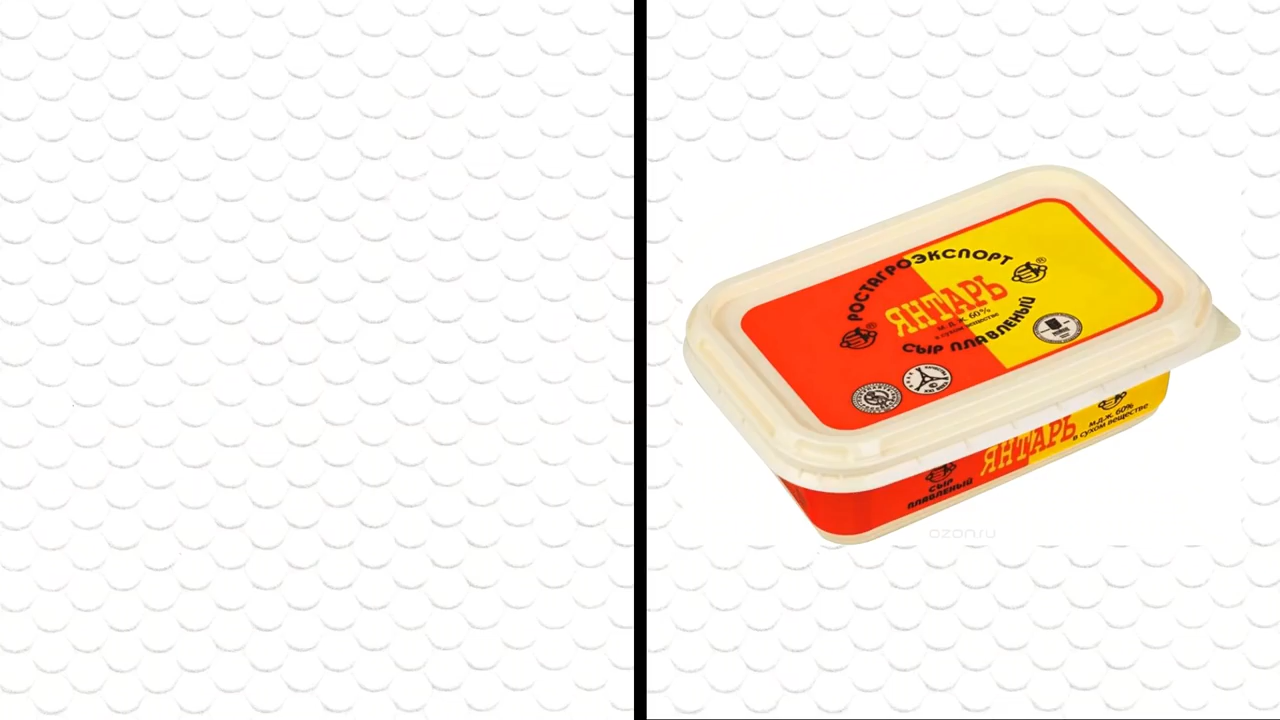 РОСТАГРОЭКСПОРТ
ЯНТАРЬ
м.д.ж. 60%
в сухом веществе
СЫР ПЛАВЛЕНЫЙ
ЯНТАРЬ
м.д.ж. 60%
в сухом веществе
СЫР
ПЛАВЛЕНЫЙ
ozon.ru